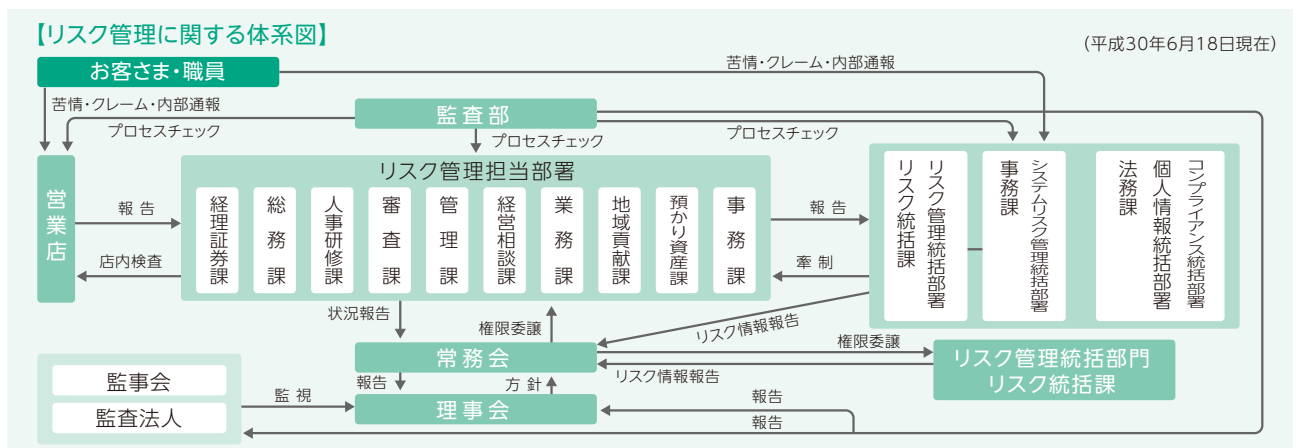 【リスク管理に関する体系図】
(平成30年6月18日現在)
お客さま・職員
苦情・クレーム・内部通報
苦情・クレーム・内部通報
監査部
プロセスチェック
プロセスチェック
プロセスチェック
営業店
報告
店内検査
リスク管理担当部署
経理証券課
総務課
人事研修課
審査課
管理課
経営相談課
業務課
地域貢献課
預かり資産課
事務課
報告
牽制
リスク管理統括部署
リスク統括課
システムリスク管理統括部署
事務課
コンプライアンス統括部署
個人情報統括部署
法務課
状況報告
権限委譲
リスク情報報告
常務会
権限委譲
リスク情報報告
リスク管理統括部門
リスク統括課
報告
方針
監事会
監査法人
監視
理事会
報告
報告